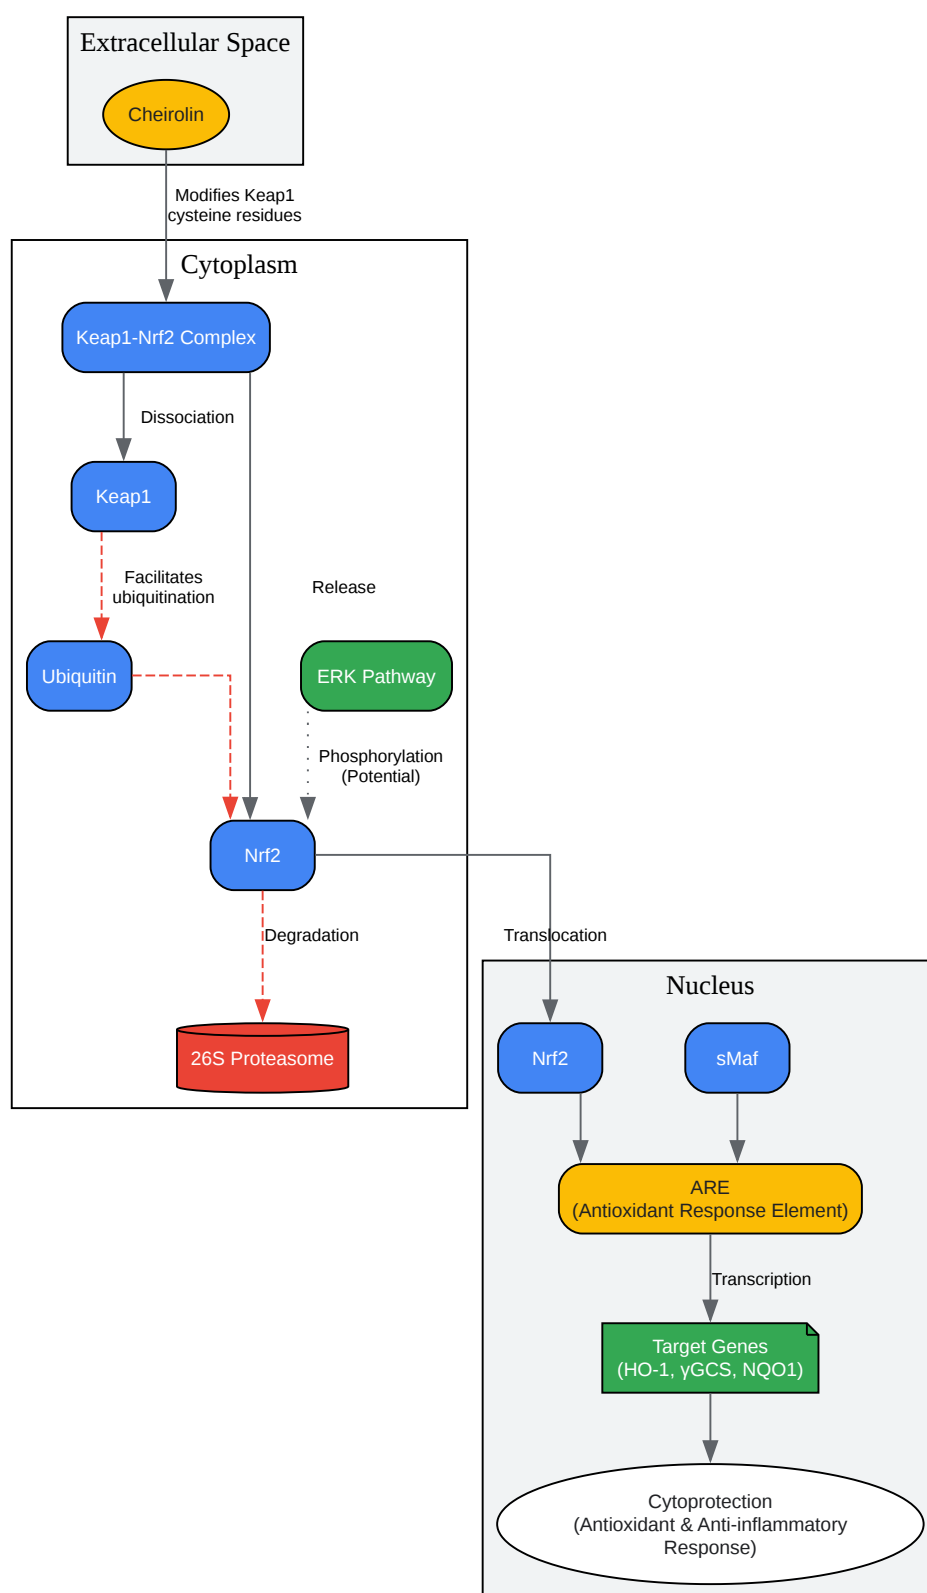 Extracellular Space
Cheirolin
Modifies Keap1
cysteine residues
Cytoplasm
Keap1-Nrf2 Complex
Dissociation
Keap1
Facilitates
ubiquitination
Release
Ubiquitin
ERK Pathway
Phosphorylation
(Potential)
Nrf2
Degradation
Translocation
26S Proteasome
Nucleus
Nrf2
sMaf
ARE
(Antioxidant Response Element)
Transcription
Target Genes
(HO-1, γGCS, NQO1)
Cytoprotection
(Antioxidant & Anti-inflammatory
Response)